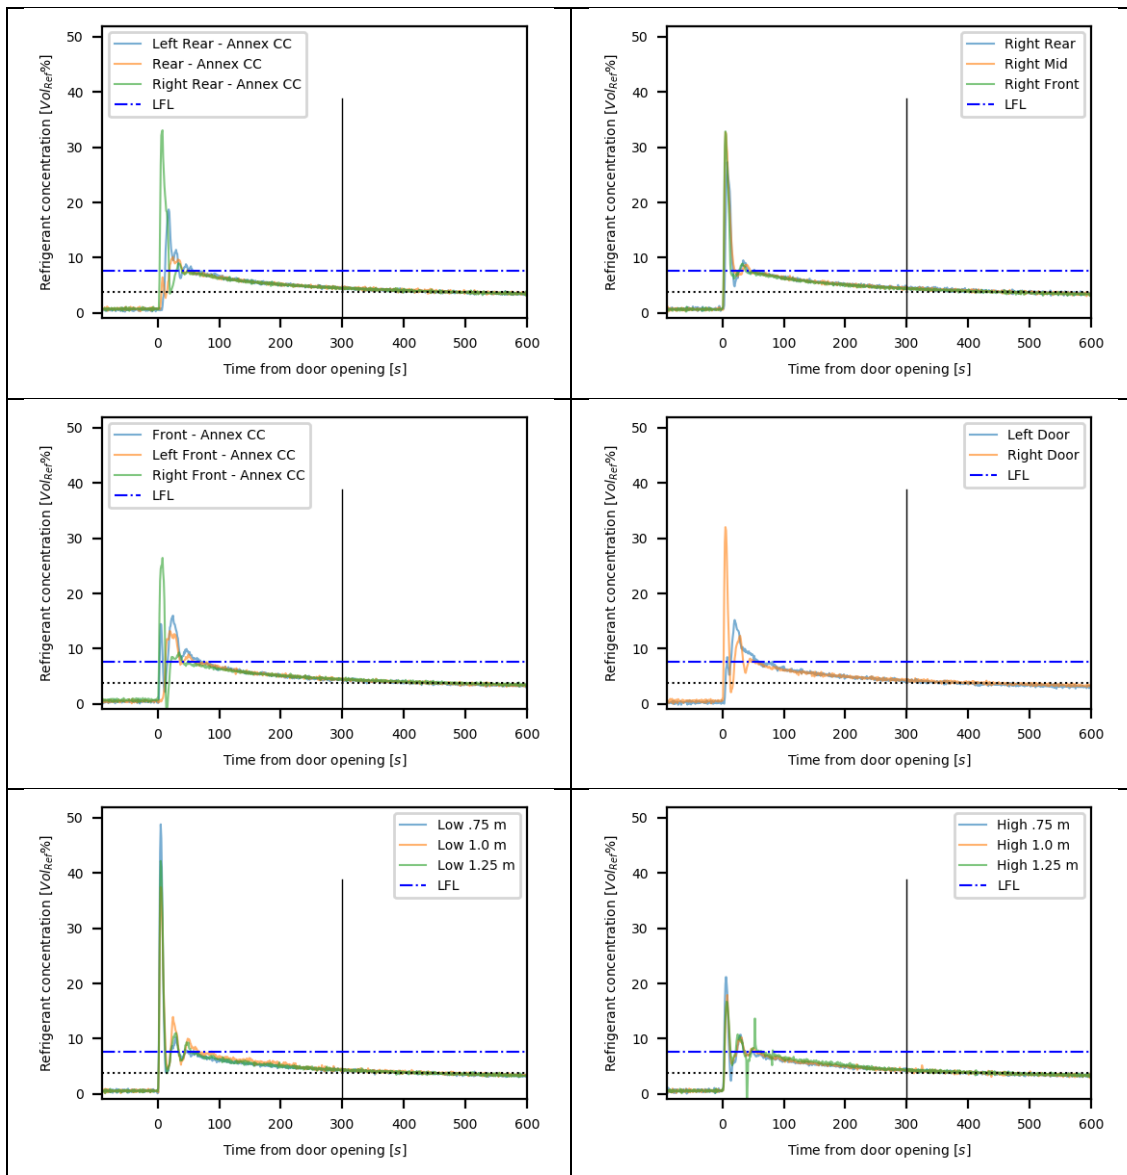 50
40
30
20
10
0
Refrigerant concentration [Vol_Ref%]
Left Rear - Annex CC
Rear - Annex CC
Right Rear - Annex CC
LFL
0 100 200 300 400 500 600
Time from door opening [s]
50
40
30
20
10
0
Refrigerant concentration [Vol_Ref%]
Right Rear
Right Mid
Right Front
LFL
0 100 200 300 400 500 600
Time from door opening [s]
50
40
30
20
10
0
Refrigerant concentration [Vol_Ref%]
Front - Annex CC
Left Front - Annex CC
Right Front - Annex CC
LFL
0 100 200 300 400 500 600
Time from door opening [s]
50
40
30
20
10
0
Refrigerant concentration [Vol_Ref%]
Left Door
Right Door
LFL
0 100 200 300 400 500 600
Time from door opening [s]
50
40
30
20
10
0
Refrigerant concentration [Vol_Ref%]
Low .75 m
Low 1.0 m
Low 1.25 m
LFL
0 100 200 300 400 500 600
Time from door opening [s]
50
40
30
20
10
0
Refrigerant concentration [Vol_Ref%]
High .75 m
High 1.0 m
High 1.25 m
LFL
0 100 200 300 400 500 600
Time from door opening [s]